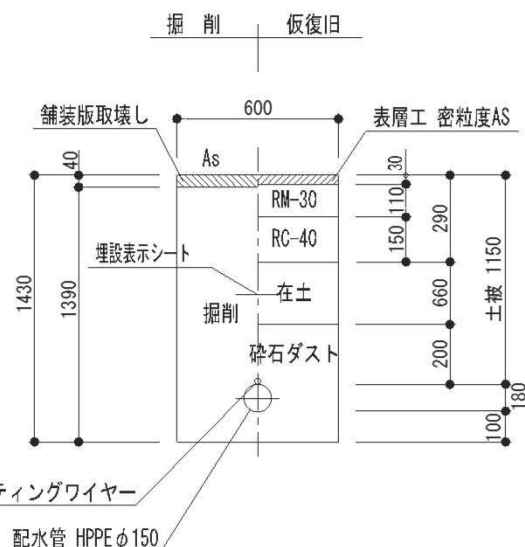 掘 削
仮復旧
600
舗装版取壊し
表層工 密粒度AS
As
40
30
RM-30
110
290
RC-40
150
埋設表示シート
1430
1390
掘削
在土
660
土被 1150
砕石ダスト
200
180
100
ティングワイヤー
配水管 HPPEφ150